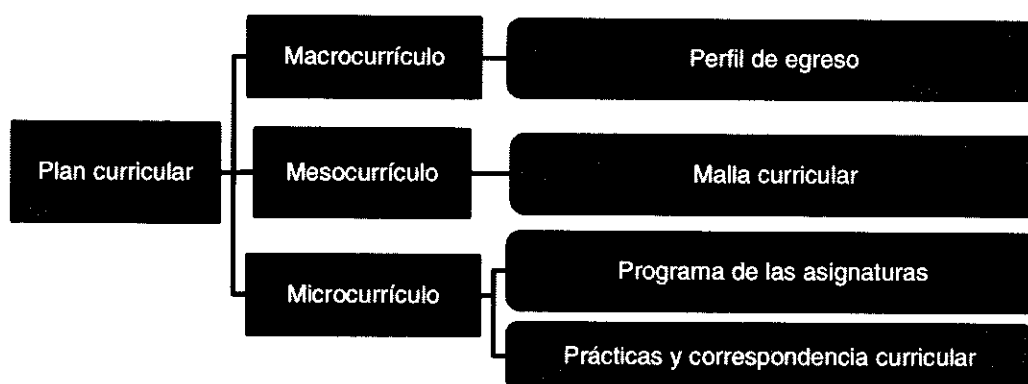 Macrocurrículo
Perfil de egreso
Plan curricular
Mesocurrículo
Malla curricular
Microcurrículo
Programa de las asignaturas
Prácticas y correspondencia curricular